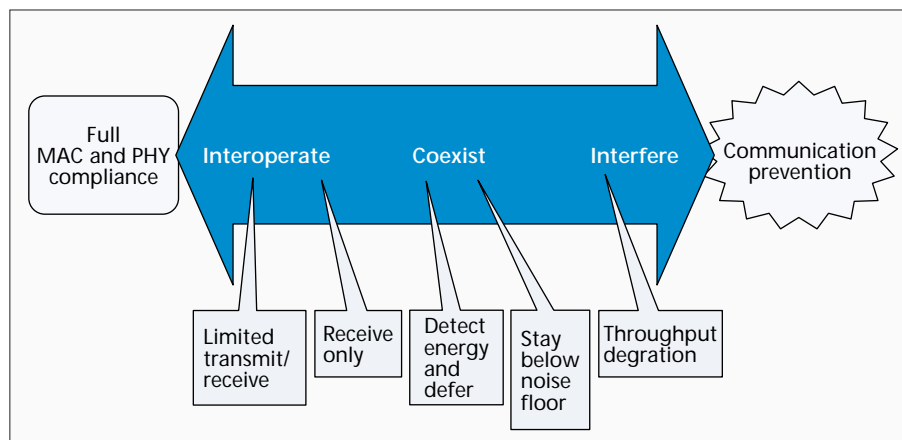 Full
MAC and PHY
compliance
Interoperate
Coexist
Interfere
Communication
prevention
Limited
transmit/
receive
Receive
only
Detect
energy
and
defer
Stay
below
noise
floor
Throughput
degration